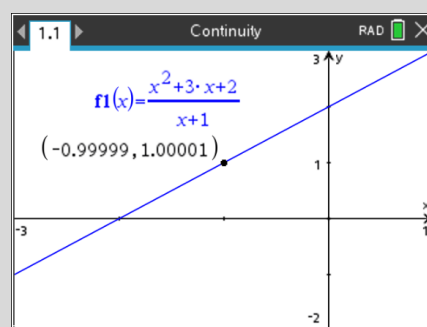 1.1 Continuity RAD
3 y
f1(x)=(x²+3·x+2)/(x+1)
(-0.99999,1.00001)
1
x
-3 1
-2